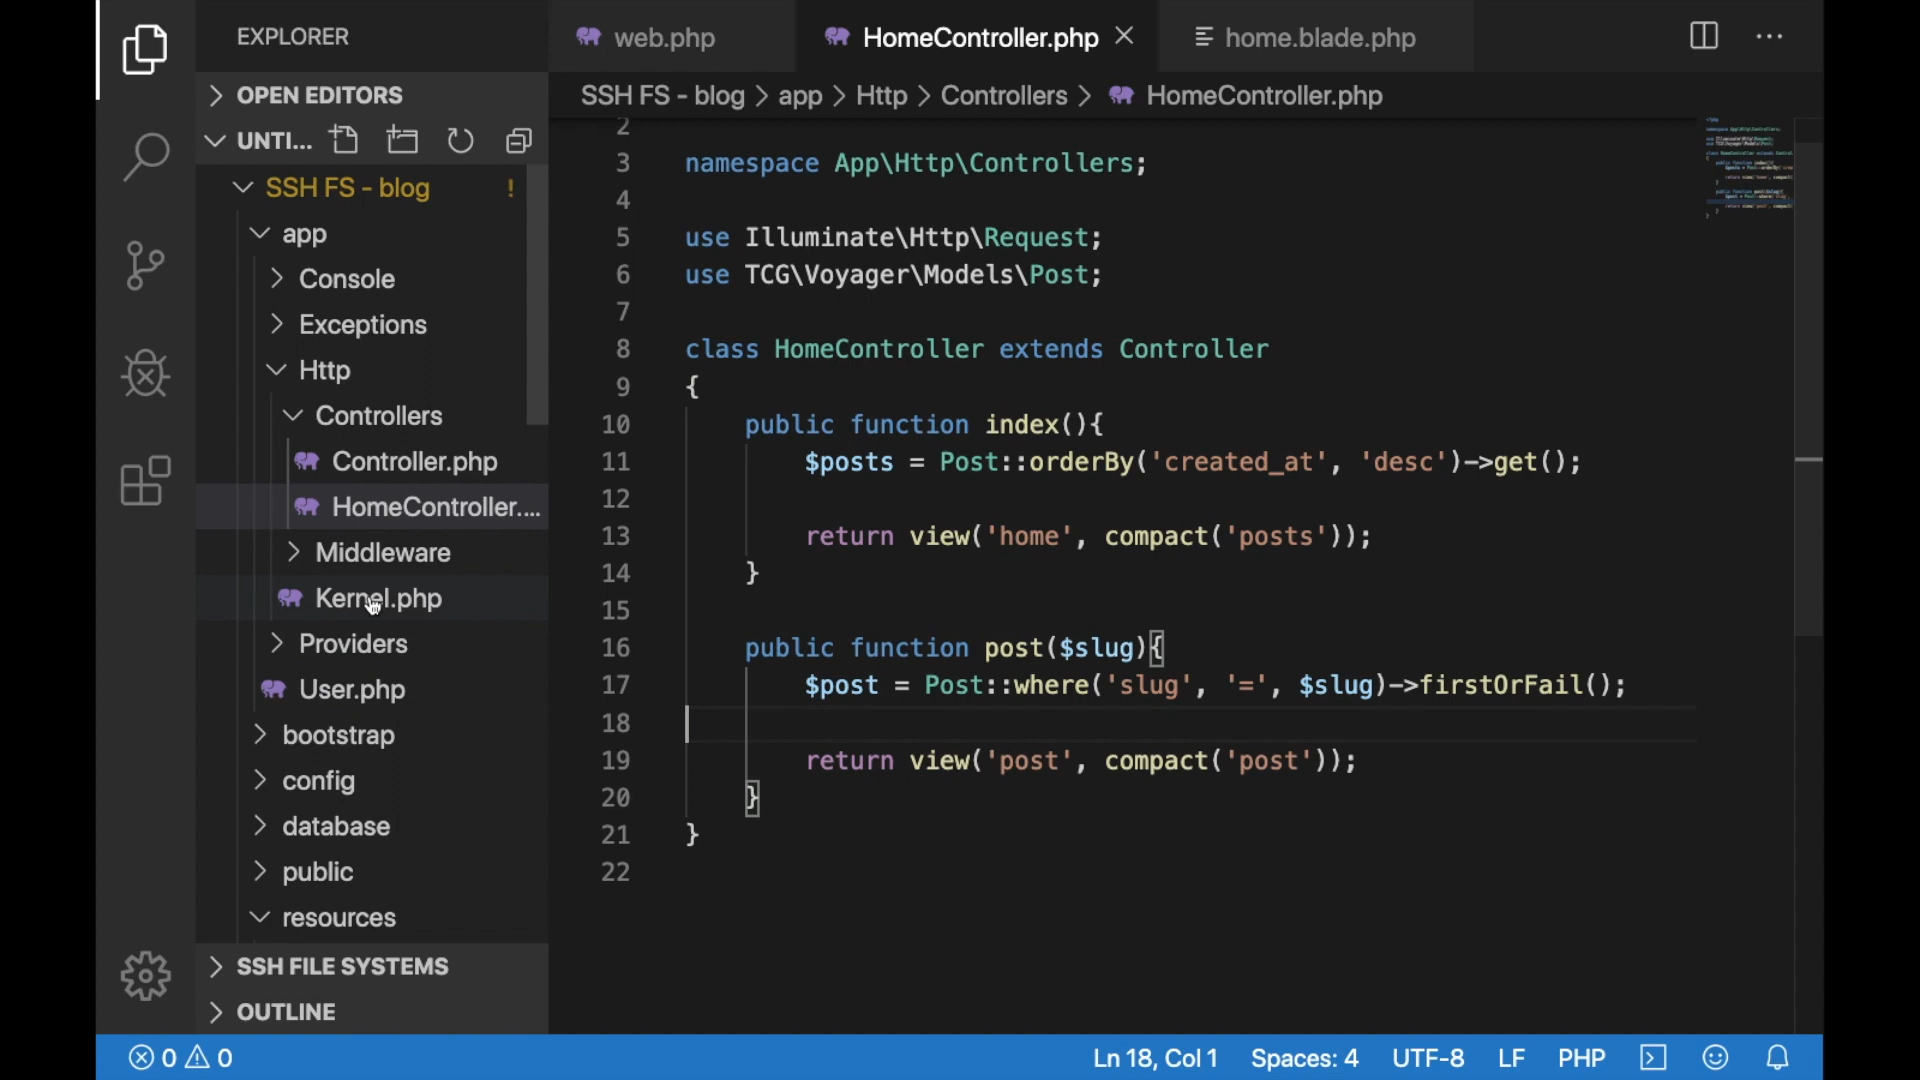 EXPLORER
web.php
HomeController.php
home.blade.php
OPEN EDITORS
UNTI...
SSH FS - blog
!
app
Console
Exceptions
Http
Controllers
Controller.php
HomeController....
Middleware
Kernel.php
Providers
User.php
bootstrap
config
database
public
resources
SSH FILE SYSTEMS
OUTLINE
SSH FS - blog > app > Http > Controllers > HomeController.php
2
3 namespace App\Http\Controllers;
4
5 use Illuminate\Http\Request;
6 use TCG\Voyager\Models\Post;
7
8 class HomeController extends Controller
9 {
10 public function index(){
11 $posts = Post::orderBy('created_at', 'desc')->get();
12
13 return view('home', compact('posts'));
14 }
15
16 public function post($slug){
17 $post = Post::where('slug', '=', $slug)->firstOrFail();
18
19 return view('post', compact('post'));
20 }
21 }
22
0 0
Ln 18, Col 1 Spaces: 4 UTF-8 LF PHP